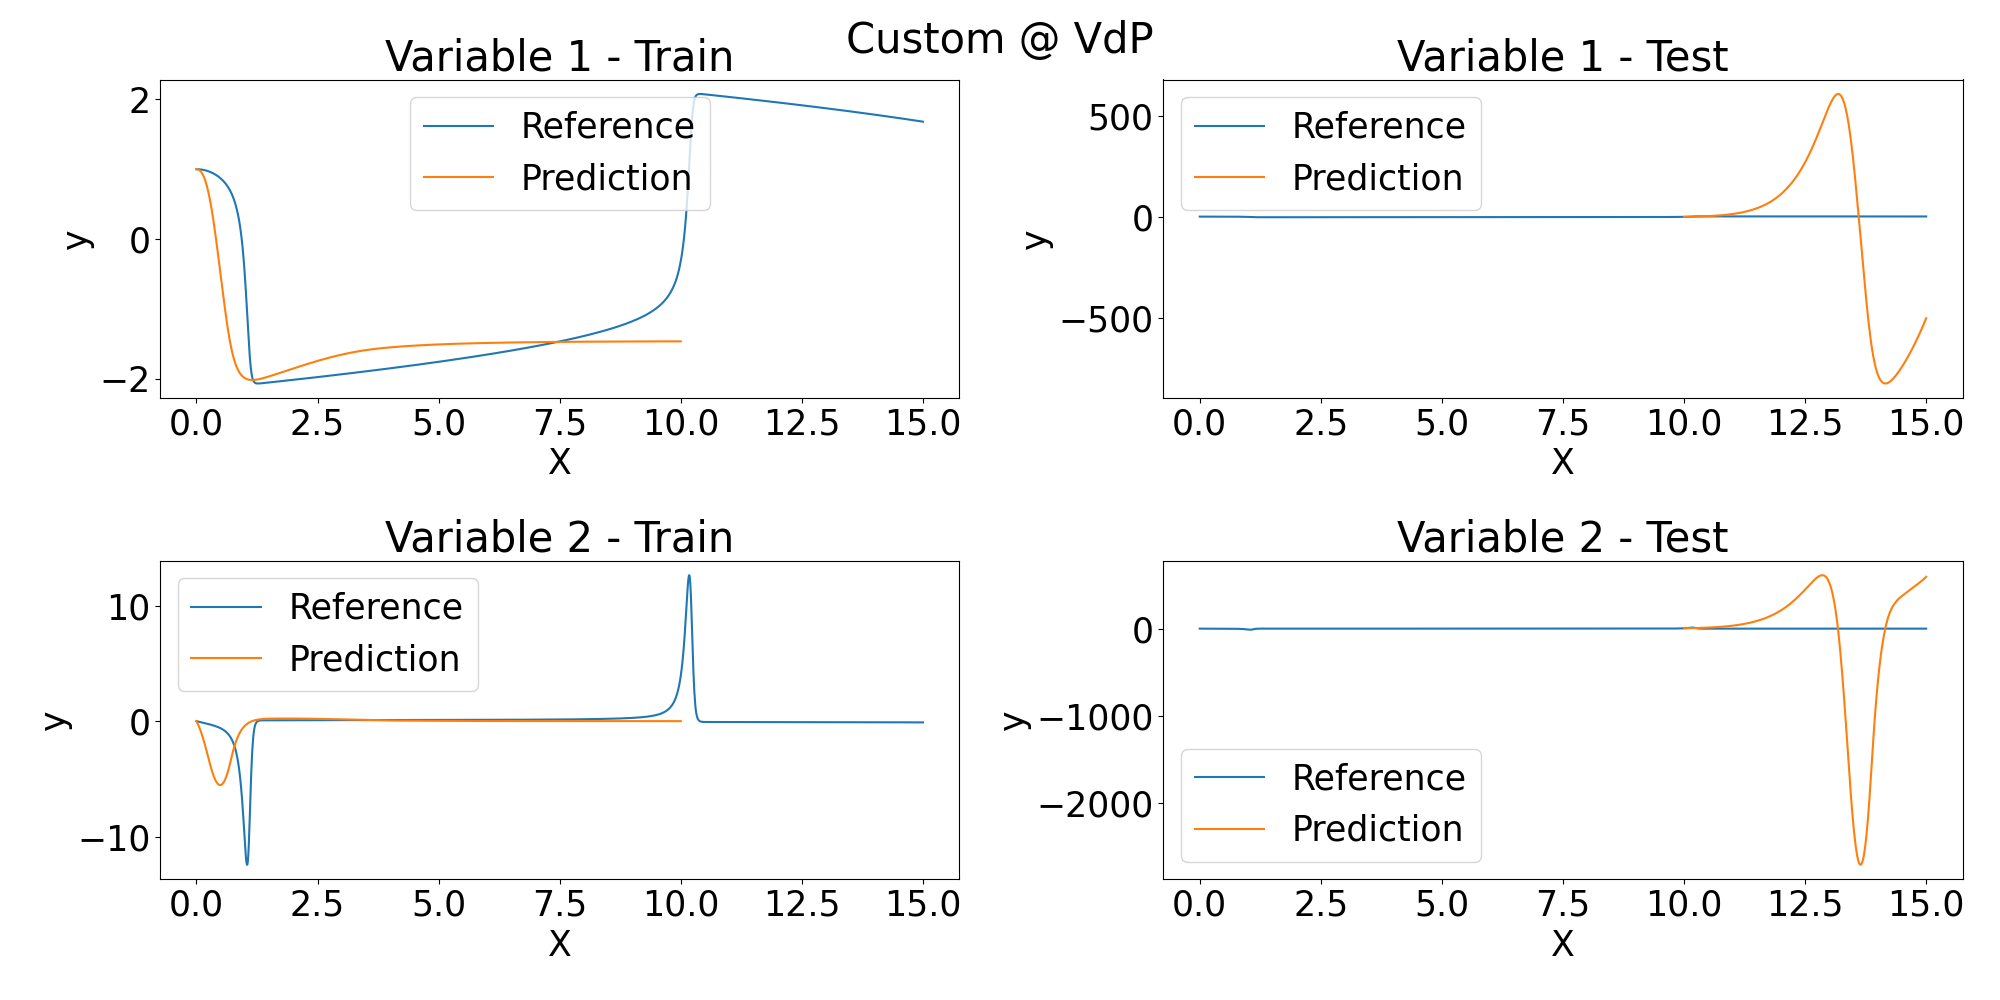 Custom @ VdP
Variable 1 - Train
2
0
−2
y
Reference
Prediction
0.0 2.5 5.0 7.5 10.0 12.5 15.0
X
Variable 1 - Test
500
0
−500
y
Reference
Prediction
0.0 2.5 5.0 7.5 10.0 12.5 15.0
X
Variable 2 - Train
10
0
−10
y
Reference
Prediction
0.0 2.5 5.0 7.5 10.0 12.5 15.0
X
Variable 2 - Test
0
−1000
−2000
y
Reference
Prediction
0.0 2.5 5.0 7.5 10.0 12.5 15.0
X